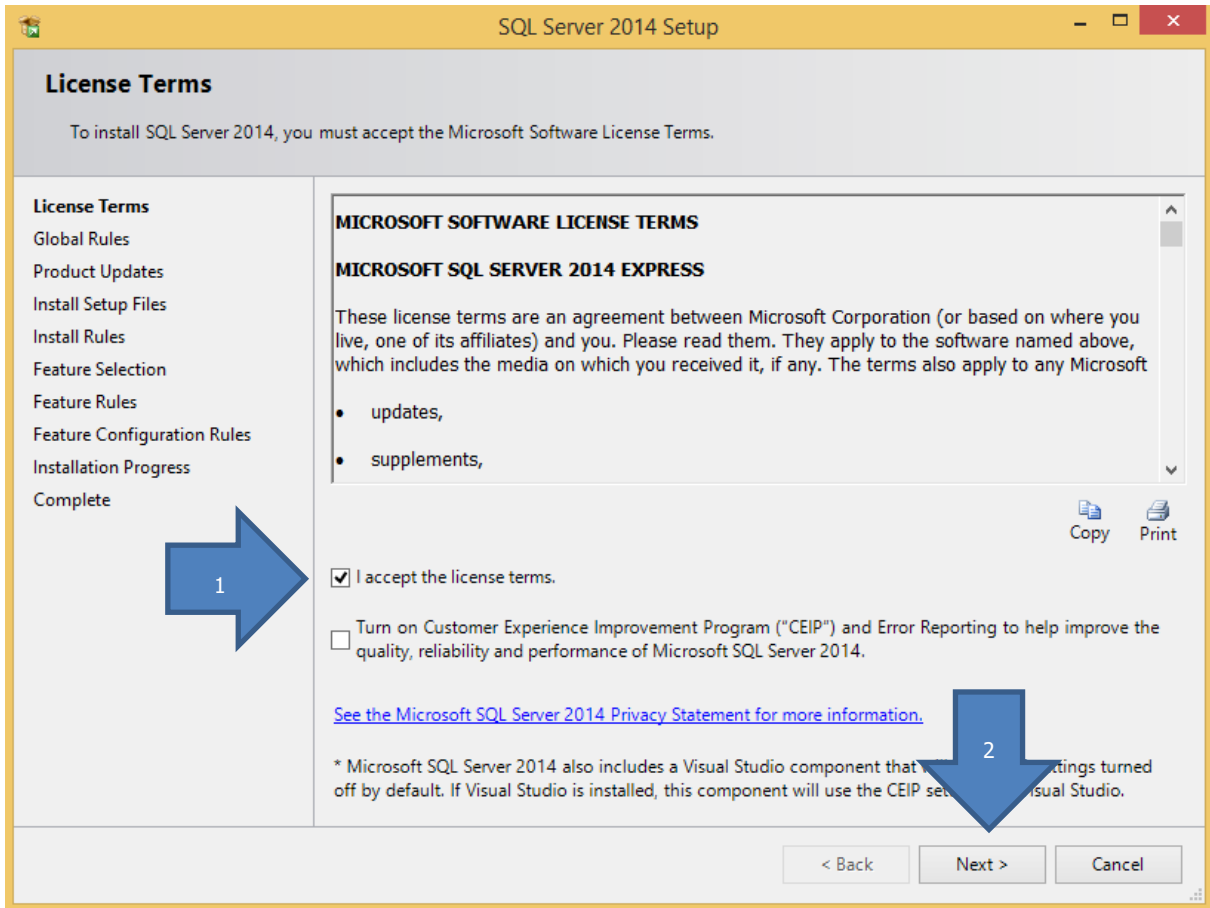 SQL Server 2014 Setup
License Terms
To install SQL Server 2014, you must accept the Microsoft Software License Terms.
License Terms
Global Rules
Product Updates
Install Setup Files
Install Rules
Feature Selection
Feature Rules
Feature Configuration Rules
Installation Progress
Complete
MICROSOFT SOFTWARE LICENSE TERMS
MICROSOFT SQL SERVER 2014 EXPRESS
These license terms are an agreement between Microsoft Corporation (or based on where you
live, one of its affiliates) and you. Please read them. They apply to the software named above,
which includes the media on which you received it, if any. The terms also apply to any Microsoft
• updates,
• supplements,
Copy Print
1
I accept the license terms.
Turn on Customer Experience Improvement Program ("CEIP") and Error Reporting to help improve the
quality, reliability and performance of Microsoft SQL Server 2014.
See the Microsoft SQL Server 2014 Privacy Statement for more information.
2
* Microsoft SQL Server 2014 also includes a Visual Studio component that turned
off by default. If Visual Studio is installed, this component will use the CEIP Studio.
< Back Next > Cancel